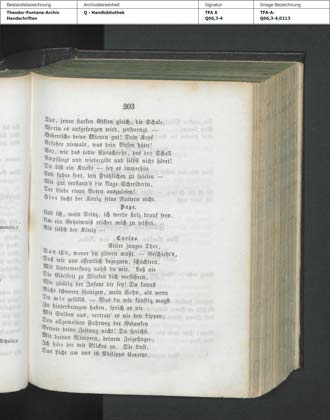 Bestandsbezeichnung
Theodor-Fontane-Archiv
Handschriften
Archivaleneinheit
Q - Handbibliothek
Signatur
TFA A
Q66,3-4
Image-Bezeichnung
TFA-A-
Q66,3-4,0213
203
Das, jenen starken Giften gleich, die Schale,
Worin es aufgefangen wird, zersprengt. —
Beherrsche deine Mienen gut! Dein Kopf
Erfahre niemals, was dein Busen hütet!
Sey, wie das todte Sprachrohr, das den Schall
Empfängt und wiedergibt und selbst nicht höret!
Du bist ein Knabe — sey es immerhin
Und fahre fort, den Fröhlichen zu spielen —
Wie gut verstand's die kluge Schreiberin,
Der Liebe einen Boten auszulesen!
Hier sucht der König seine Nattern nicht.
Page.
Und ich, mein Prinz, ich werde stolz drauf seyn,
Um ein Geheimniß reicher mich zu wissen,
Als selbst der König —
Carlos.
Eitler junger Thor,
Das ist's, wovor du zittern mußt. — Geschieht's,
Daß wir uns öffentlich begegnen, schüchtern,
Mit Unterwerfung nahst du mir. Laß nie
Die Eitelkeit zu Winken dich verführen,
Wie gnädig der Infant dir sey! Du kannst
Nicht schwerer sündigen, mein Sohn, als wenn
Du mir gefällst. — Was du mir künftig magst
Zu hinterbringen haben, sprich es nie
Mit Sylben aus, vertrau' es nie den Lippen;
Den allgemeinen Fahrweg der Gedanken
Betrete deine Zeitung nicht! Du sprichst
Mit deinen Wimpern, deinem Zeigefinger;
Ich höre dir mit Blicken zu. Die Luft,
Das Licht um uns ist Philipps Creatur,